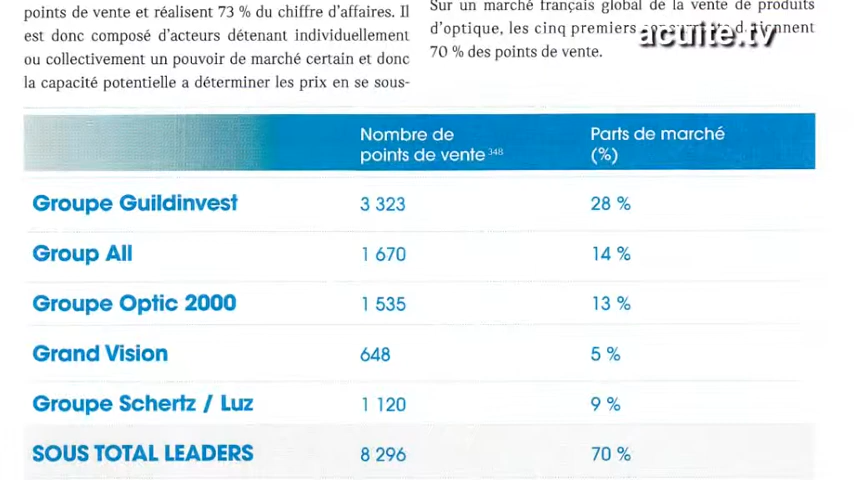 points de vente et réalisent 73 % du chiffre d'affaires. Il
est donc composé d'acteurs détenant individuellement
ou collectivement un pouvoir de marché certain et donc
la capacité potentielle a déterminer les prix en se sous-
Sur un marché français global de la vente de produits
d'optique, les cinq premiers
70 % des points de vente.
acuite.tv
Nombre de points de vente 348 Parts de marché (%)
Groupe Guildinvest 3 323 28 %
Group All 1 670 14 %
Groupe Optic 2000 1 535 13 %
Grand Vision 648 5 %
Groupe Schertz / Luz 1 120 9 %
SOUS TOTAL LEADERS 8 296 70 %